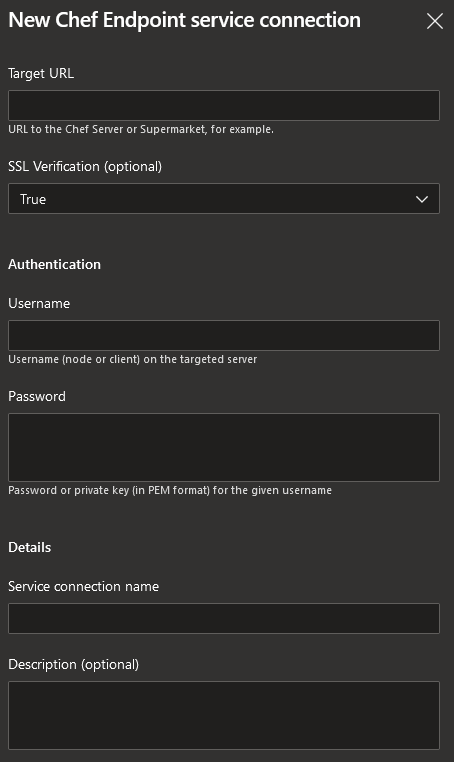 New Chef Endpoint service connection
Target URL
URL to the Chef Server or Supermarket, for example.
SSL Verification (optional)
True
Authentication
Username
Username (node or client) on the targeted server
Password
Password or private key (in PEM format) for the given username
Details
Service connection name
Description (optional)